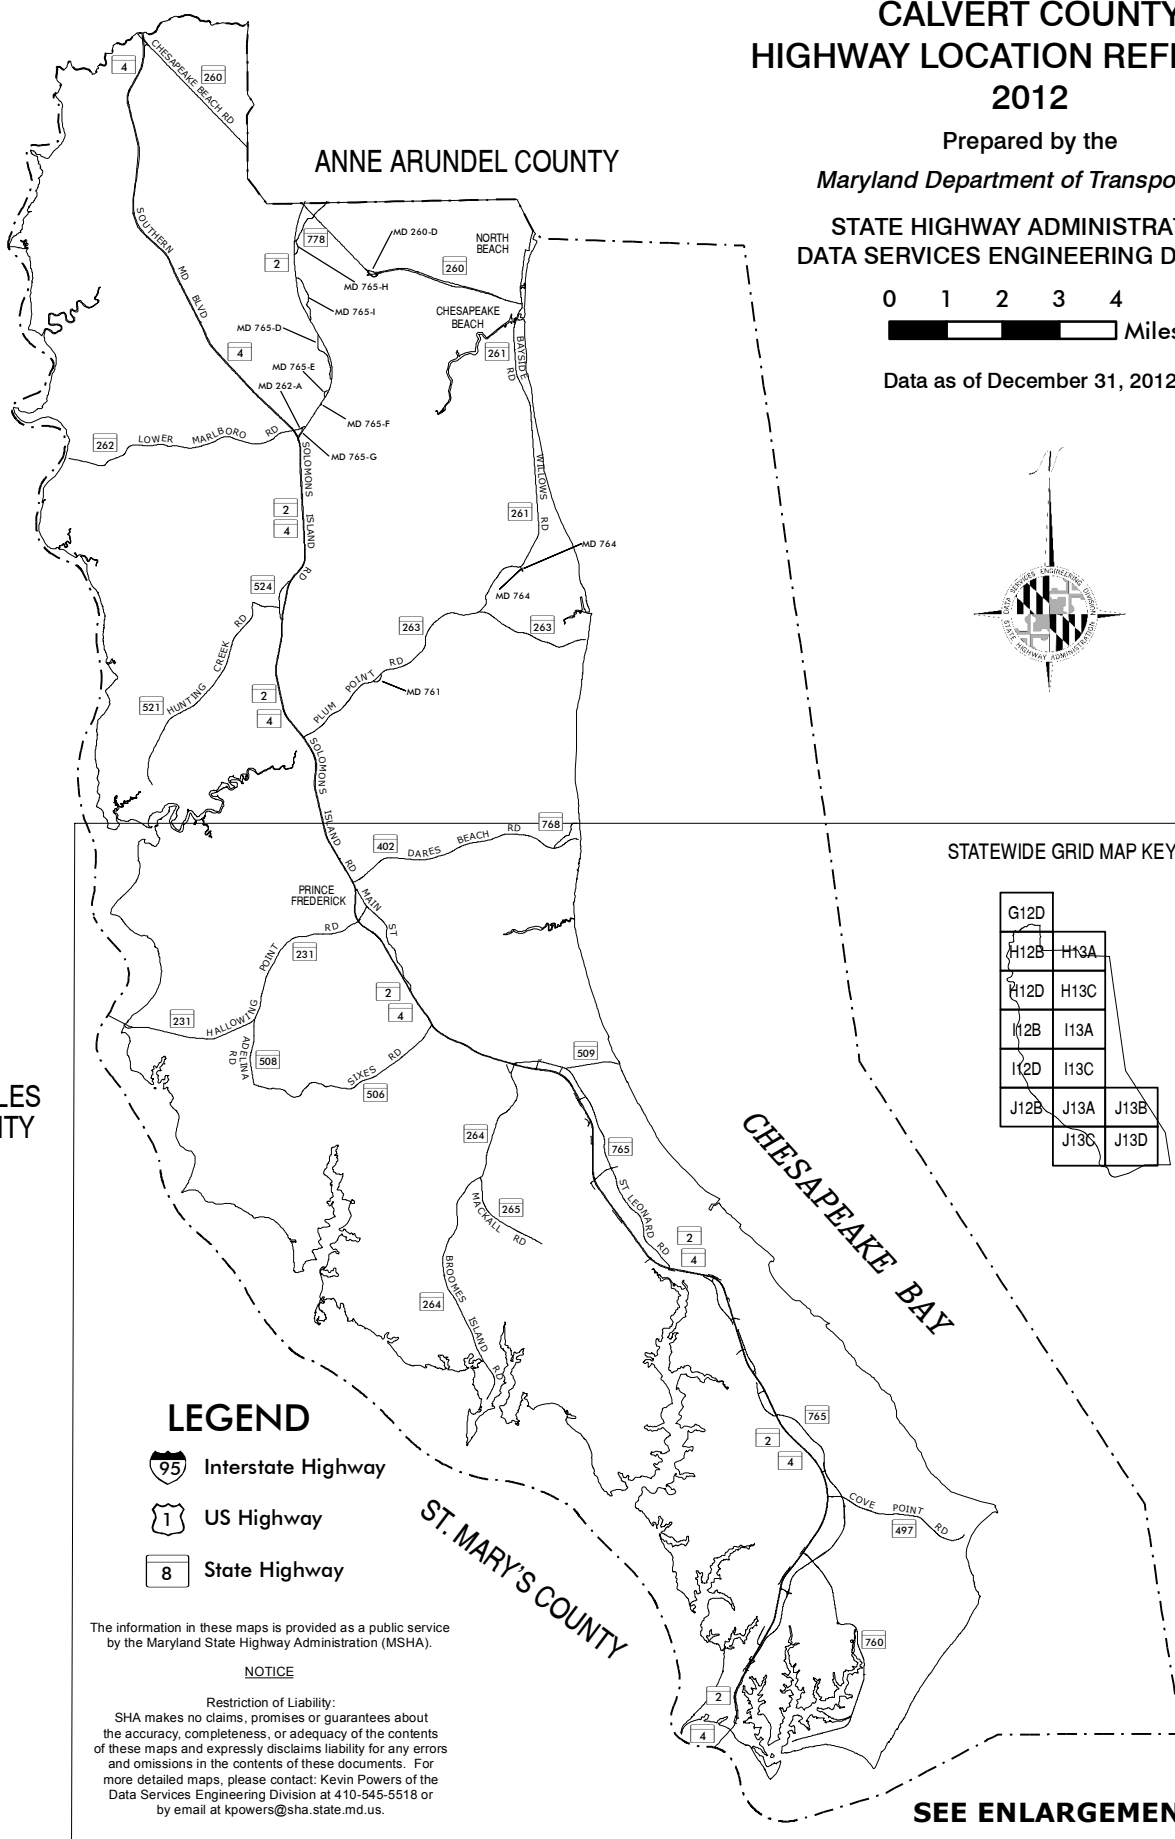 CALVERT COUNTY
HIGHWAY LOCATION REF
2012
Prepared by the
Maryland Department of Transpo
STATE HIGHWAY ADMINISTRA
DATA SERVICES ENGINEERING D
0 1 2 3 4
Miles
Data as of December 31, 2012
ANNE ARUNDEL COUNTY
4
CHESAPEAKE BEACH RD
260
SOUTHERN MD BLVD
778
2
MD 260-D
NORTH
BEACH
260
MD 765-H
MD 765-I
CHESAPEAKE
BEACH
MD 765-D
4
261
BAYSIDE RD
MD 765-E
MD 262-A
MD 765-F
262
LOWER MARLBORO RD
MD 765-G
SOLOMONS ISLAND RD
WILLOWS RD
2
4
261
MD 764
524
MD 764
263
263
HUNTING CREEK RD
521
2
4
PLUM POINT RD
MD 761
SOLOMONS ISLAND RD
768
402
DARES BEACH RD
PRINCE
FREDERICK
MAIN ST
231
HALLOWING POINT RD
231
2
4
ADELINA RD
508
SIXES RD
506
509
264
765
265
MACKALL RD
ST LEONARD RD
2
4
BROOMES ISLAND RD
264
765
2
4
COVE POINT RD
497
760
2
4
DATA SERVICES ENGINEERING DIVISION
STATE HIGHWAY ADMINISTRATION
STATEWIDE GRID MAP KEY
G12D
H12B H13A
H12D H13C
I12B I13A
I12D I13C
J12B J13A J13B
J13C J13D
LES
TY
CHESAPEAKE BAY
ST. MARY'S COUNTY
LEGEND
95 Interstate Highway
1 US Highway
8 State Highway
The information in these maps is provided as a public service
by the Maryland State Highway Administration (MSHA).
NOTICE
Restriction of Liability:
SHA makes no claims, promises or guarantees about
the accuracy, completeness, or adequacy of the contents
of these maps and expressly disclaims liability for any errors
and omissions in the contents of these documents. For
more detailed maps, please contact: Kevin Powers of the
Data Services Engineering Division at 410-545-5518 or
by email at kpowers@sha.state.md.us.
SEE ENLARGEMEN